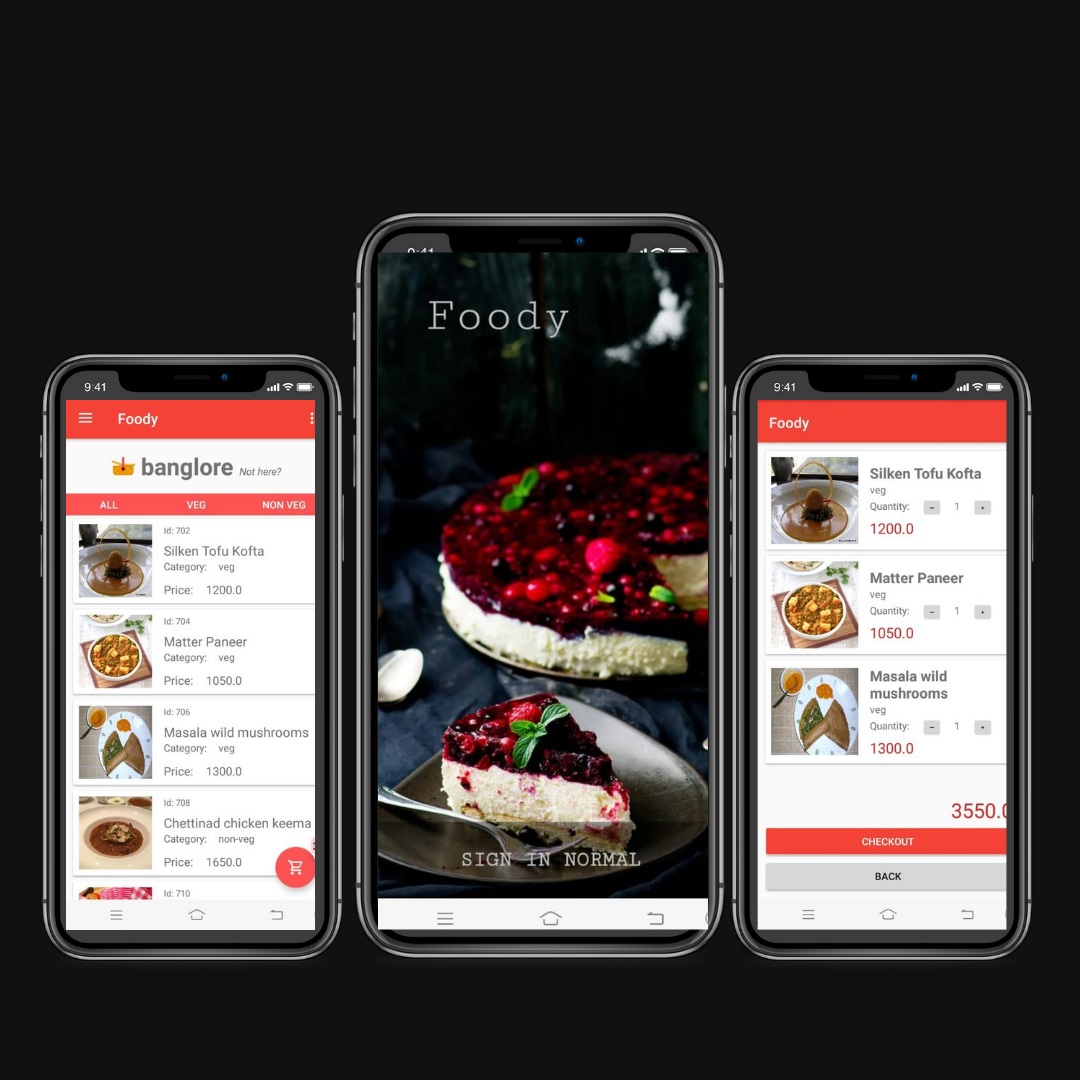 9:41
Foody
banglore Not here?
ALL VEG NON VEG
Id: 702
Silken Tofu Kofta
Category: veg
Price: 1200.0
Id: 704
Matter Paneer
Category: veg
Price: 1050.0
Id: 706
Masala wild mushrooms
Category: veg
Price: 1300.0
Id: 708
Chettinad chicken keema
Category: non-veg
Price: 1650.0
Id: 710
9:41
Foody
SIGN IN NORMAL
9:41
Foody
Silken Tofu Kofta
veg
Quantity: - 1 +
1200.0
Matter Paneer
veg
Quantity: - 1 +
1050.0
Masala wild
mushrooms
veg
Quantity: - 1 +
1300.0
3550.0
CHECKOUT
BACK